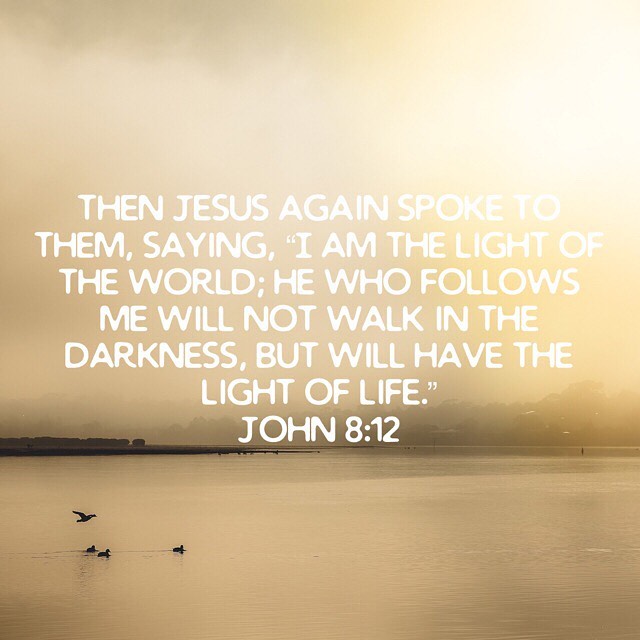 THEN JESUS AGAIN SPOKE TO
THEM, SAYING, “I AM THE LIGHT OF
THE WORLD; HE WHO FOLLOWS
ME WILL NOT WALK IN THE
DARKNESS, BUT WILL HAVE THE
LIGHT OF LIFE.”
JOHN 8:12